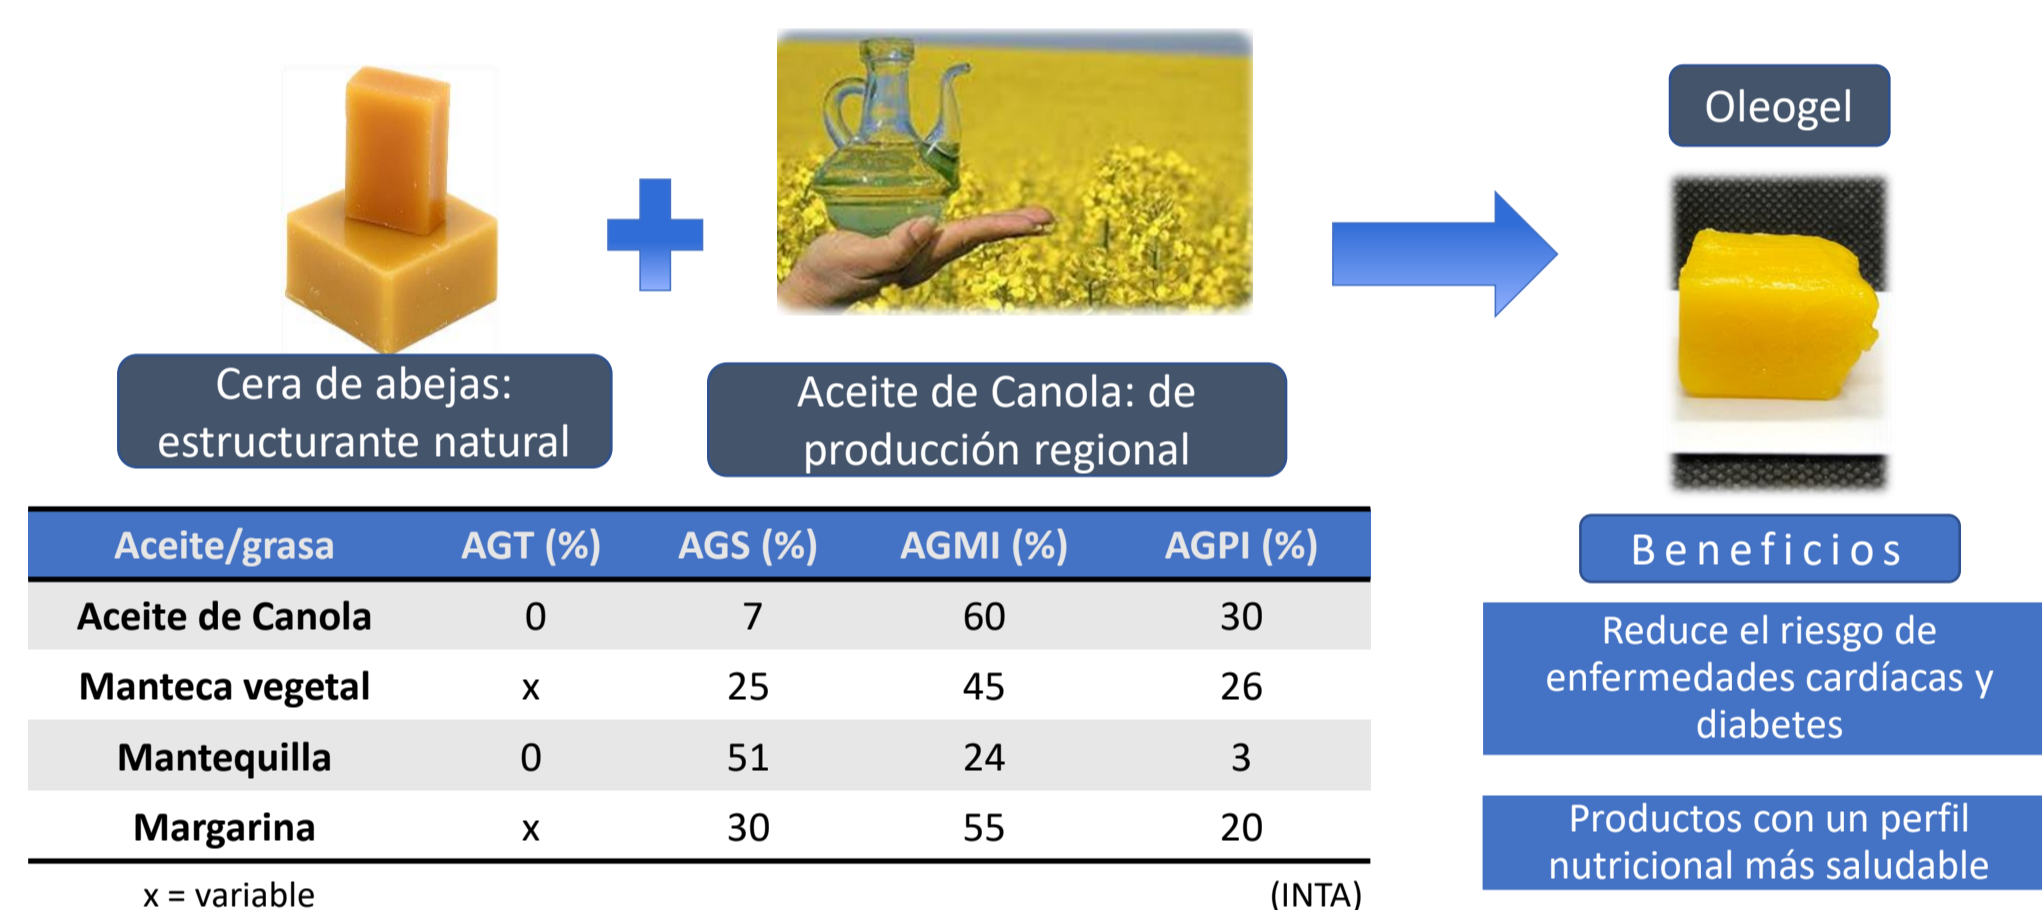 Oleogel
Cera de abejas:
estructurante natural
Aceite de Canola: de
producción regional
Aceite/grasa AGT (%) AGS (%) AGMI (%) AGPI (%)
Aceite de Canola 0 7 60 30
Manteca vegetal x 25 45 26
Mantequilla 0 51 24 3
Margarina x 30 55 20
x = variable (INTA)
Beneficios
Reduce el riesgo de
enfermedades cardíacas y
diabetes
Productos con un perfil
nutricional más saludable